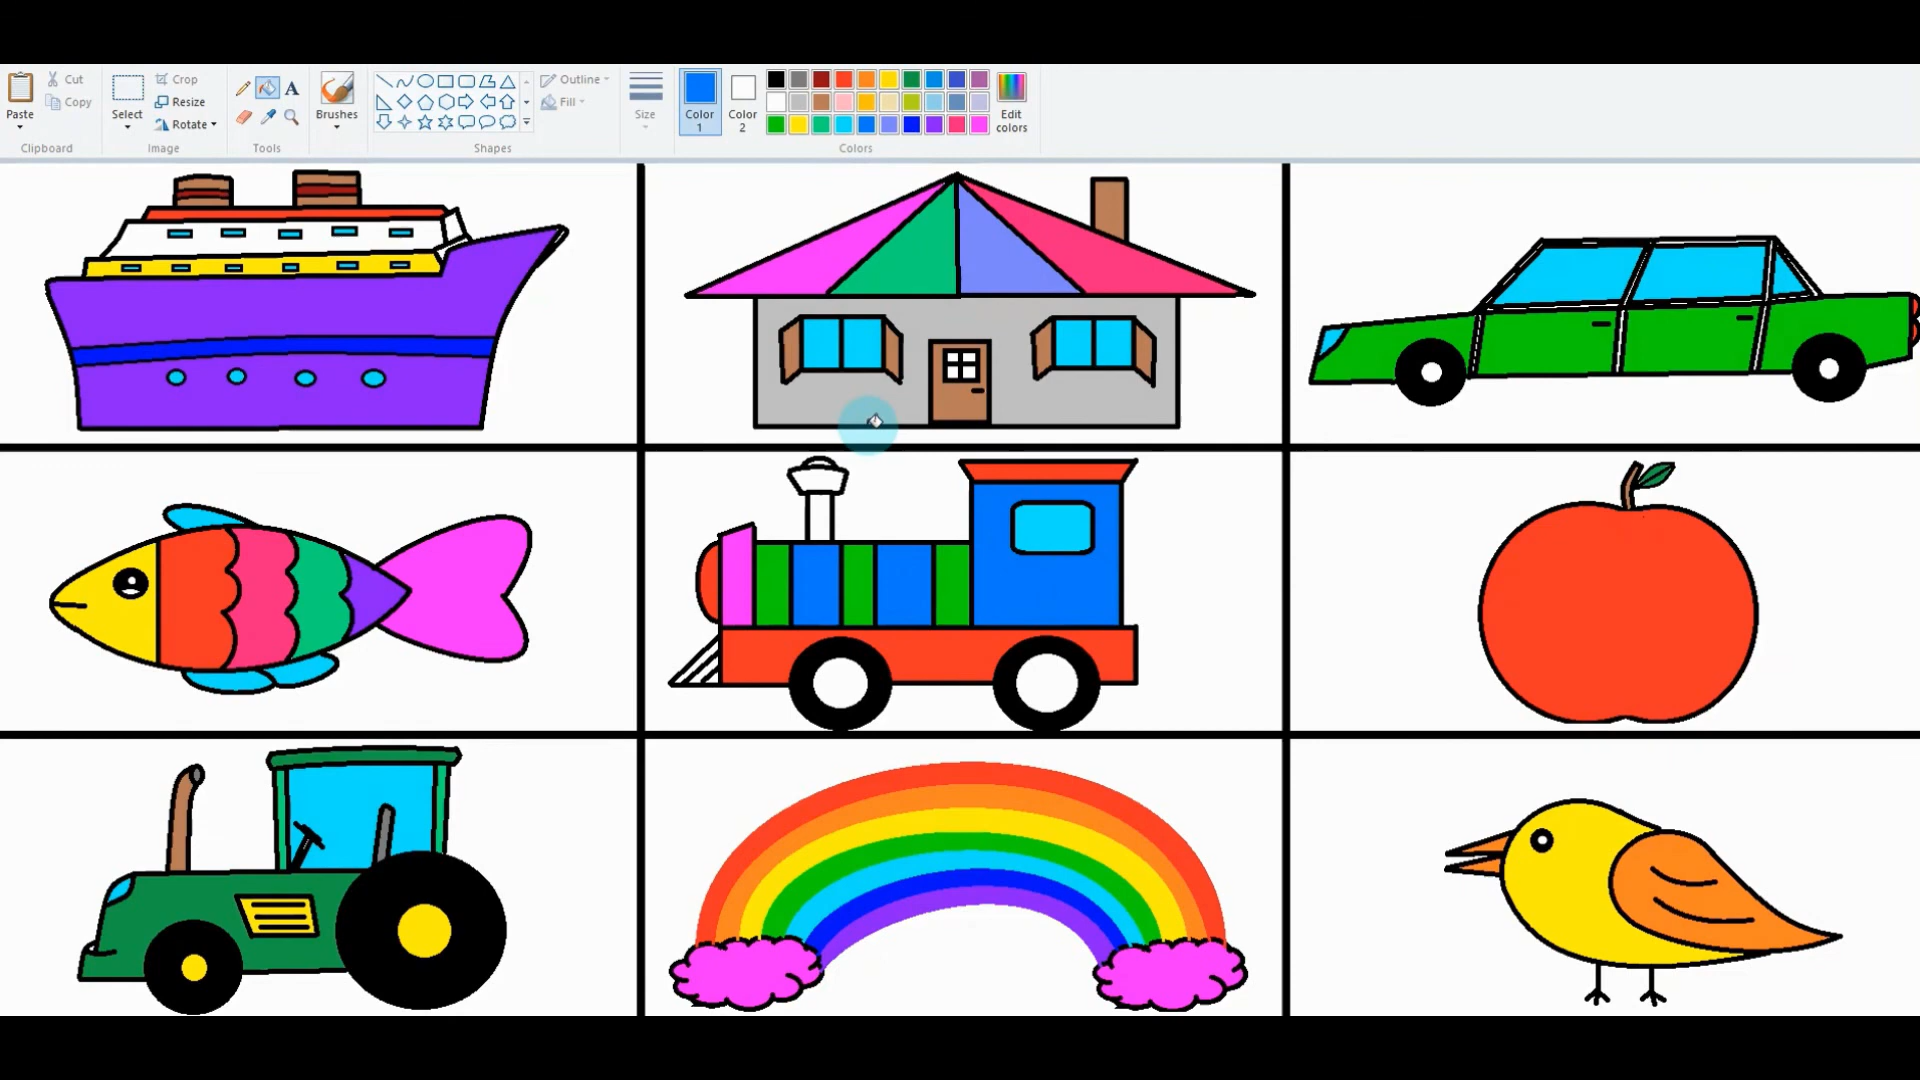 Paste
Cut
Copy
Clipboard
Select
Crop
Resize
Rotate
Image
A
Tools
Brushes
Shapes
Outline
Fill
Size
Color
1
Color
2
Edit
colors
Colors